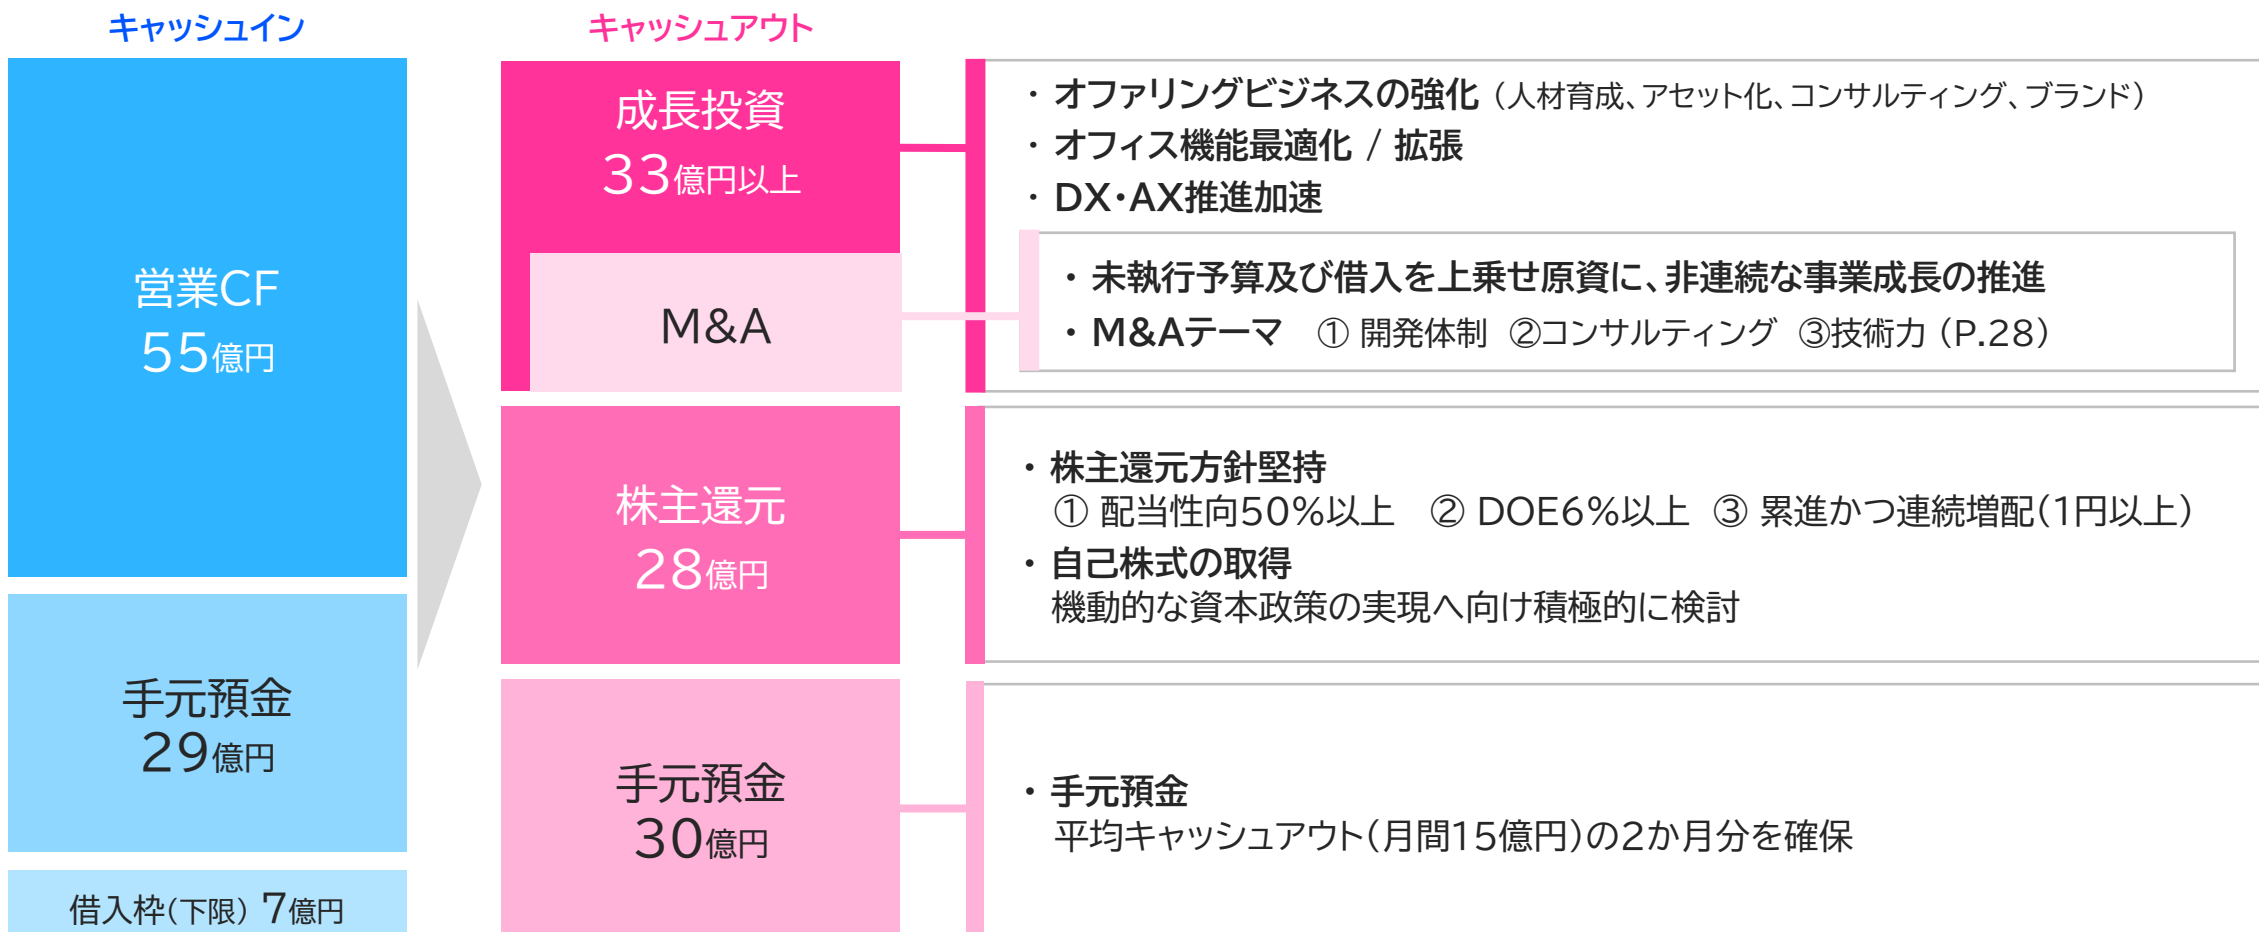 キャッシュイン
営業CF
55億円
手元預金
29億円
借入枠(下限) 7億円
キャッシュアウト
成長投資
33億円以上
M&A
株主還元
28億円
手元預金
30億円
・オファリングビジネスの強化 (人材育成、アセット化、コンサルティング、ブランド)
・オフィス機能最適化 / 拡張
・DX・AX推進加速
・未執行予算及び借入を上乗せ原資に、非連続な事業成長の推進
・M&Aテーマ ① 開発体制 ②コンサルティング ③技術力 (P.28)
・株主還元方針堅持
① 配当性向50%以上 ② DOE6%以上 ③ 累進かつ連続増配(1円以上)
・自己株式の取得
機動的な資本政策の実現へ向け積極的に検討
・手元預金
平均キャッシュアウト(月間15億円)の2か月分を確保